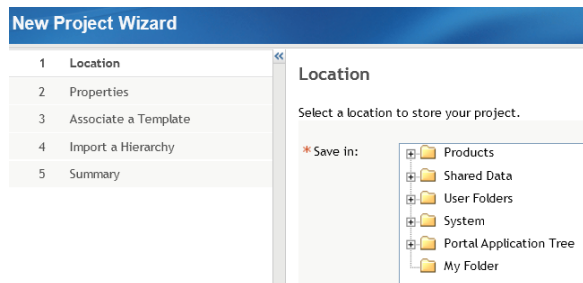 New Project Wizard
1 Location
2 Properties
3 Associate a Template
4 Import a Hierarchy
5 Summary
«
Location
Select a location to store your project.
* Save in:
Products
Shared Data
User Folders
System
Portal Application Tree
My Folder